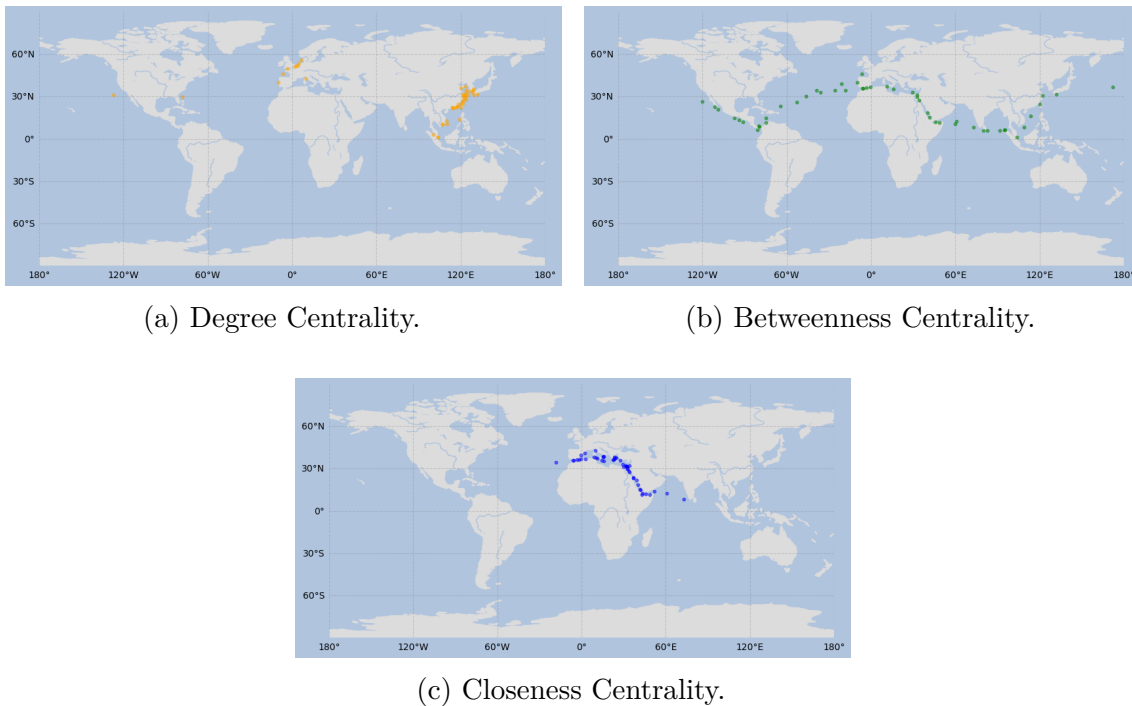 60°N 60°N
30°N 30°N
0° 0°
30°S 30°S
60°S 60°S
180° 120°W 60°W 0° 60°E 120°E 180° 180° 120°W 60°W 0° 60°E 120°E 180°
(a) Degree Centrality. (b) Betweenness Centrality.
60°N
30°N
0°
30°S
60°S
180° 120°W 60°W 0° 60°E 120°E 180°
(c) Closeness Centrality.